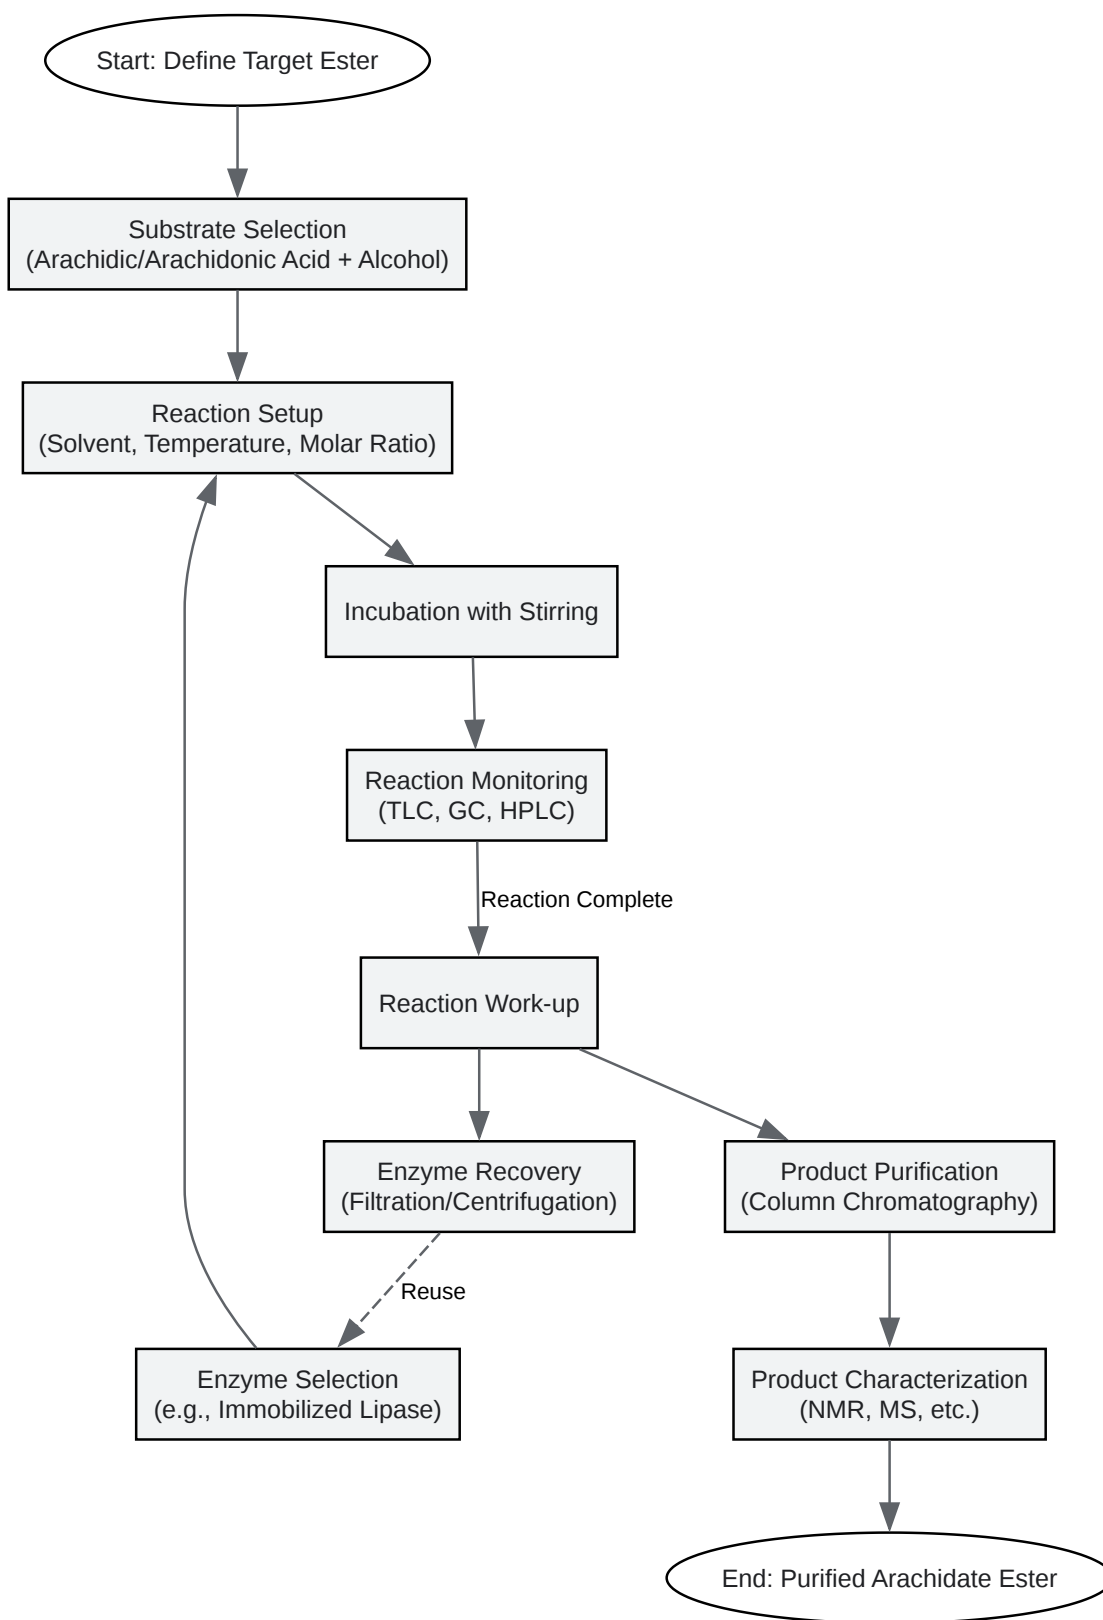 Start: Define Target Ester
Substrate Selection
(Arachidic/Arachidonic Acid + Alcohol)
Reaction Setup
(Solvent, Temperature, Molar Ratio)
Incubation with Stirring
Reaction Monitoring
(TLC, GC, HPLC)
Reaction Complete
Reaction Work-up
Enzyme Recovery
(Filtration/Centrifugation)
Product Purification
(Column Chromatography)
Reuse
Enzyme Selection
(e.g., Immobilized Lipase)
Product Characterization
(NMR, MS, etc.)
End: Purified Arachidate Ester